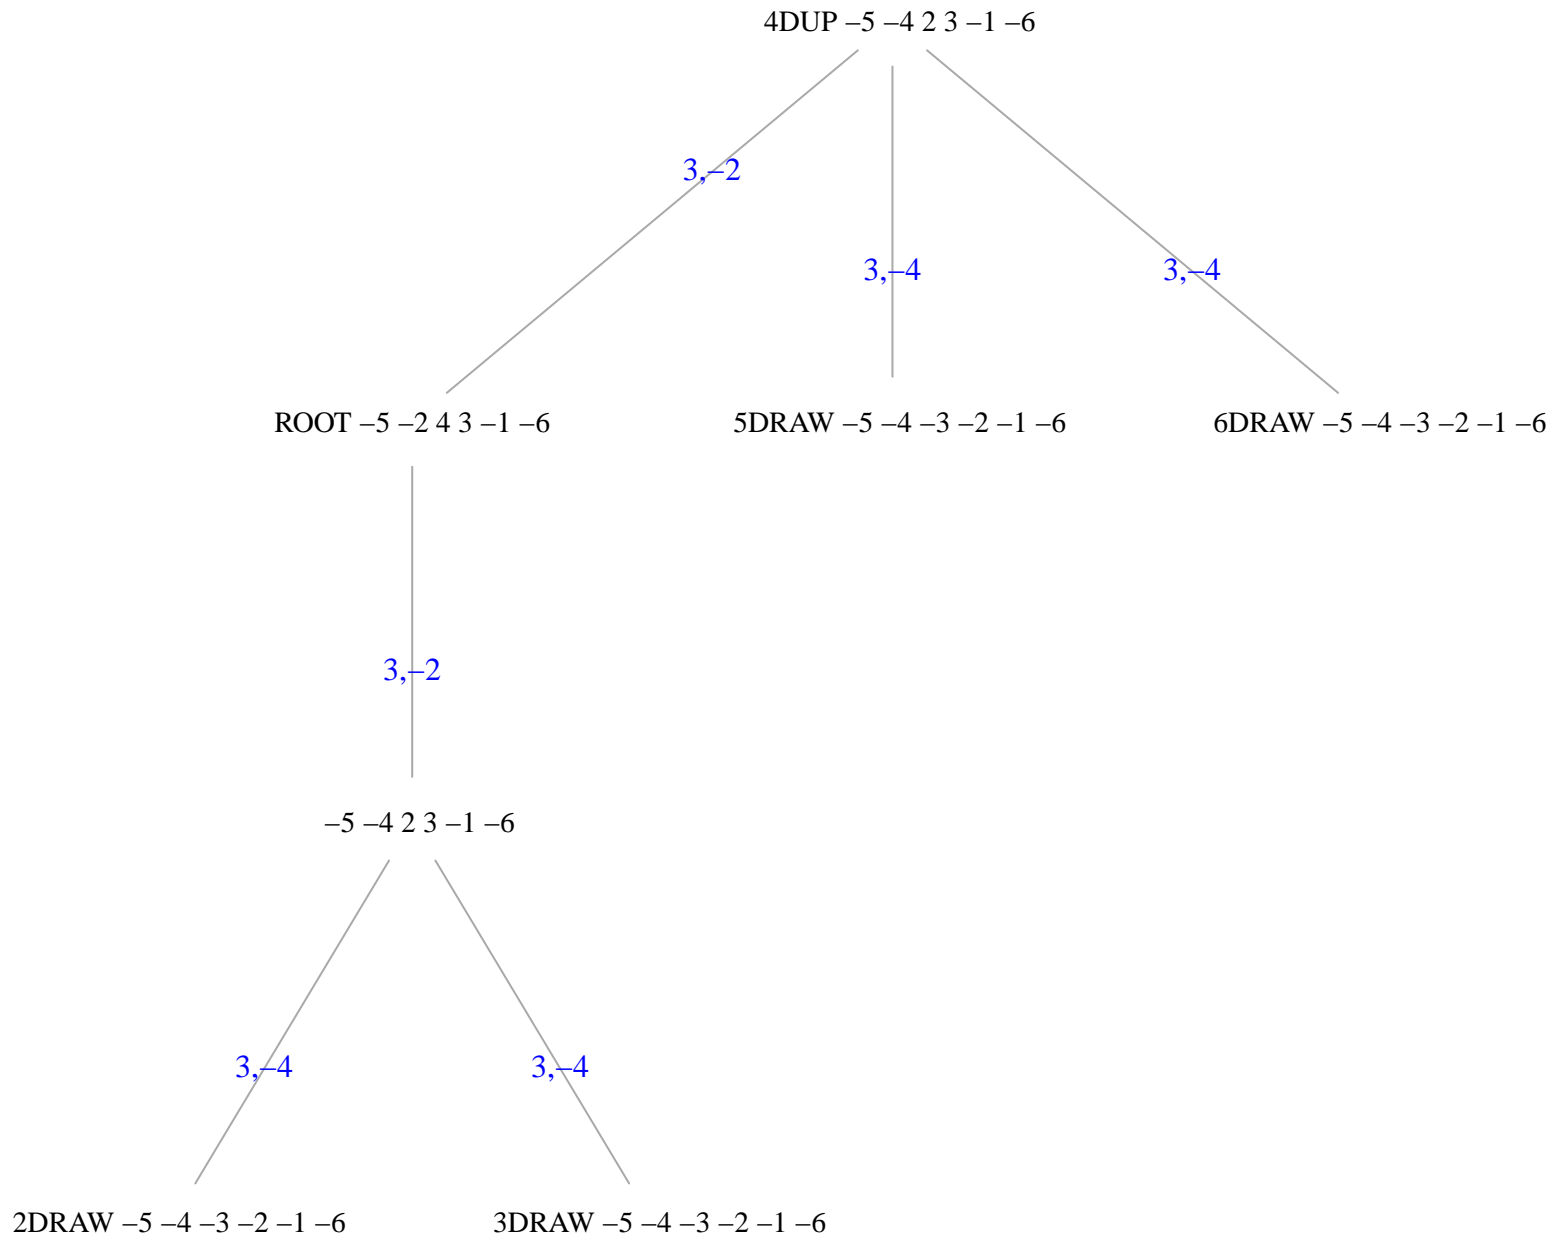 4DUP –5 –4 2 3 –1 –6
3,–2
3,–4
3,–4
ROOT –5 –2 4 3 –1 –6
5DRAW –5 –4 –3 –2 –1 –6
6DRAW –5 –4 –3 –2 –1 –6
3,–2
–5 –4 2 3 –1 –6
3,–4
3,–4
2DRAW –5 –4 –3 –2 –1 –6
3DRAW –5 –4 –3 –2 –1 –6